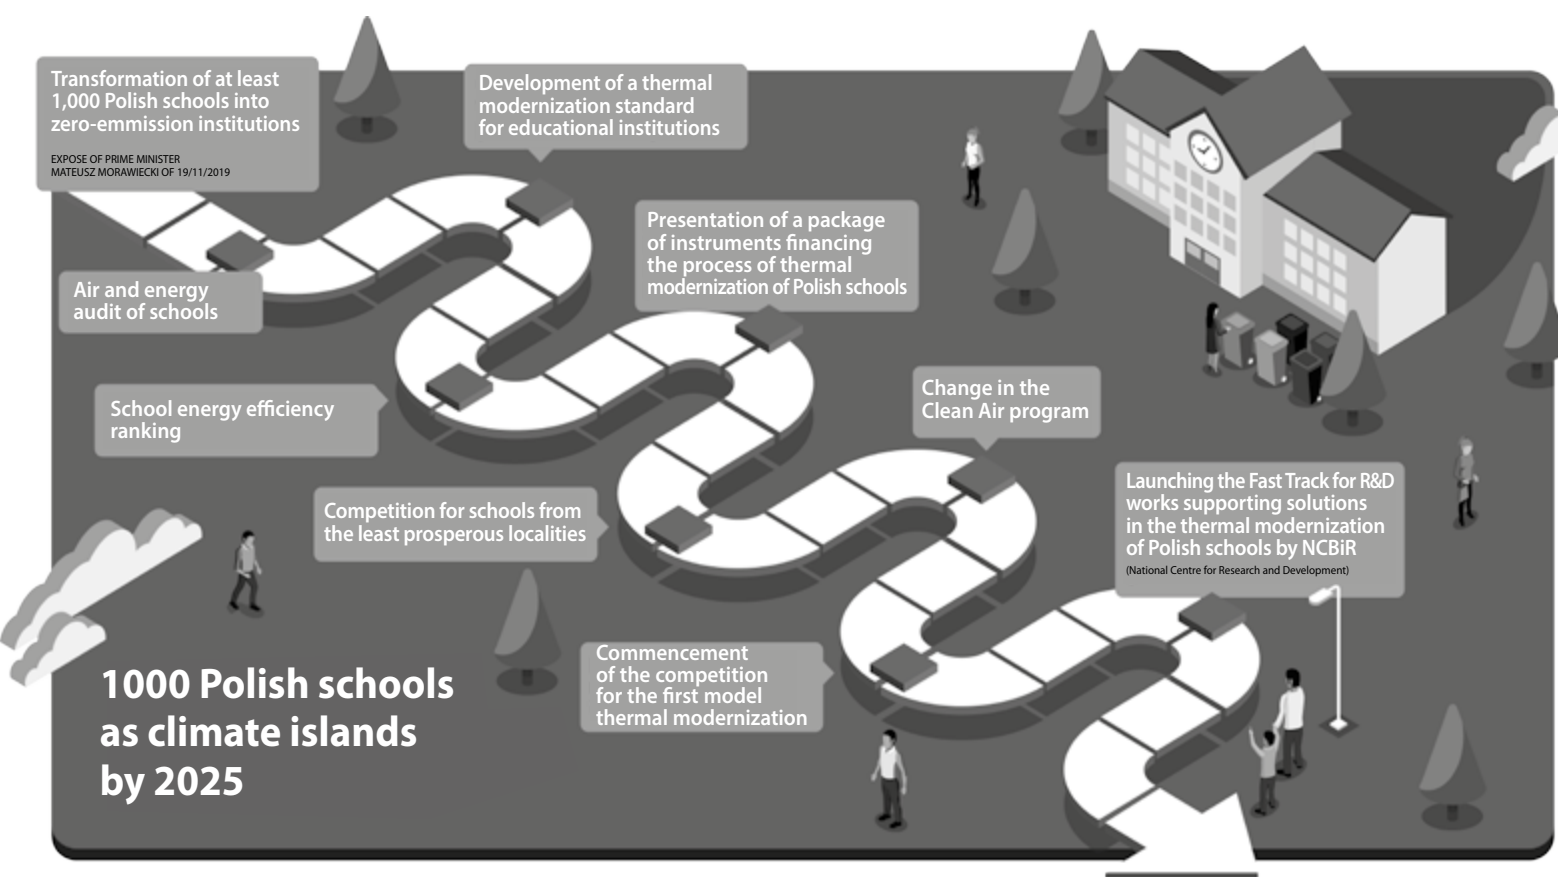 Transformation of at least
1,000 Polish schools into
zero-emmission institutions
EXPOSE OF PRIME MINISTER
MATEUSZ MORAWIECKI OF 19/11/2019
Air and energy
audit of schools
Development of a thermal
modernization standard
for educational institutions
School energy efficiency
ranking
Presentation of a package
of instruments financing
the process of thermal
modernization of Polish schools
Competition for schools from
the least prosperous localities
Change in the
Clean Air program
Commencement
of the competition
for the first model
thermal modernization
Launching the Fast Track for R&D
works supporting solutions
in the thermal modernization
of Polish schools by NCBiR
(National Centre for Research and Development)
1000 Polish schools
as climate islands
by 2025